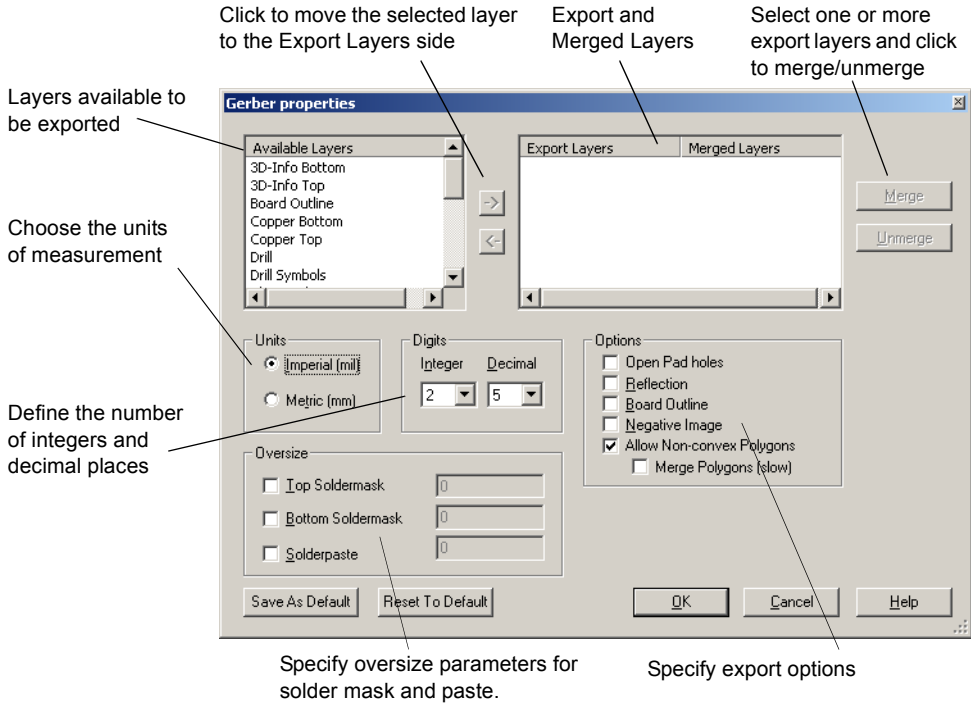 Click to move the selected layer
to the Export Layers side
Export and
Merged Layers
Select one or more
export layers and click
to merge/unmerge
Layers available to
be exported
Gerber properties
Available Layers
3D-Info Bottom
3D-Info Top
Board Outline
Copper Bottom
Copper Top
Drill
Drill Symbols
->
<-
Export Layers
Merged Layers
Merge
Unmerge
Choose the units
of measurement
Units
Imperial (mil)
Metric (mm)
Digits
Integer
Decimal
2
5
Options
Open Pad holes
Reflection
Board Outline
Negative Image
Allow Non-convex Polygons
Merge Polygons (slow)
Define the number
of integers and
decimal places
Oversize
Top Soldermask
0
Bottom Soldermask
0
Solderpaste
0
Save As Default
Reset To Default
OK
Cancel
Help
Specify oversize parameters for
solder mask and paste.
Specify export options